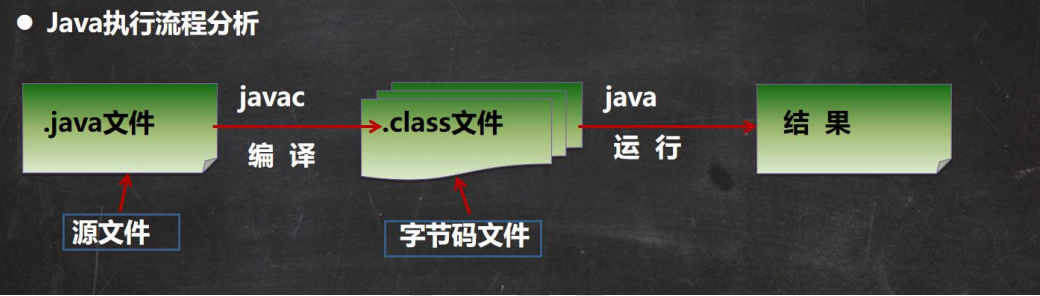 ● Java执行流程分析
.java文件
javac
编 译
.class文件
java
运 行
结 果
源文件
字节码文件